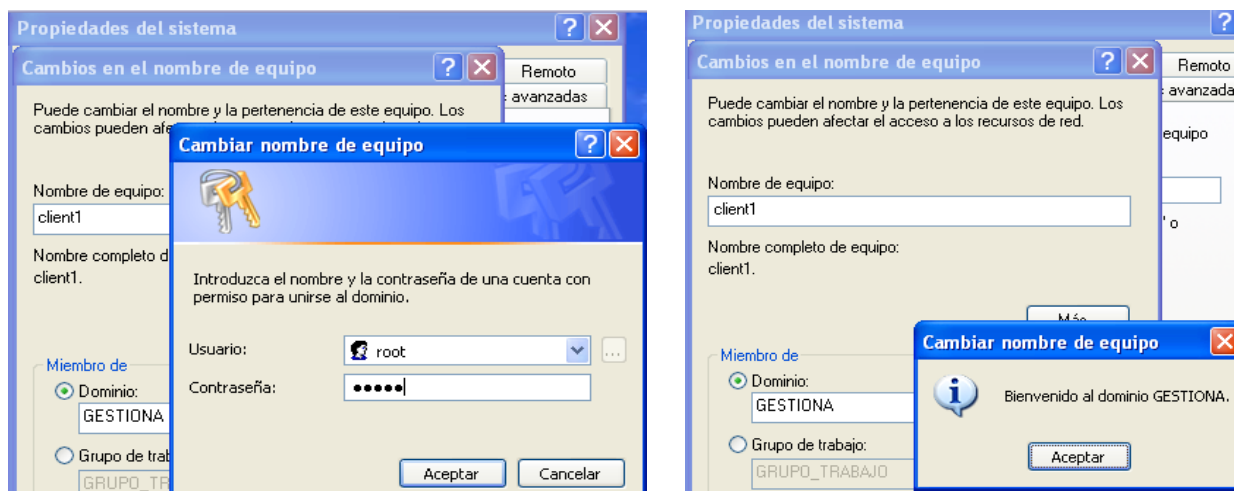 Propiedades del sistema
Cambios en el nombre de equipo
Remoto
avanzadas
Puede cambiar el nombre y la pertenencia de este equipo. Los
cambios pueden
Cambiar nombre de equipo
Nombre de equipo:
client1
Nombre completo d
client1.
Introduzca el nombre y la contraseña de una cuenta con
permiso para unirse al dominio.
Usuario:
root
Contraseña:
•••••
Miembro de
Dominio:
GESTIONA
Grupo de trab
GRUPO_TR
Aceptar
Cancelar
Propiedades del sistema
Cambios en el nombre de equipo
Remoto
avanzada
Puede cambiar el nombre y la pertenencia de este equipo. Los
cambios pueden afectar el acceso a los recursos de red.
equipo
Nombre de equipo:
client1
' o
Nombre completo de equipo:
client1.
Más
Cambiar nombre de equipo
Miembro de
Dominio:
GESTIONA
Bienvenido al dominio GESTIONA.
Grupo de trabajo:
GRUPO_TRABAJO
Aceptar